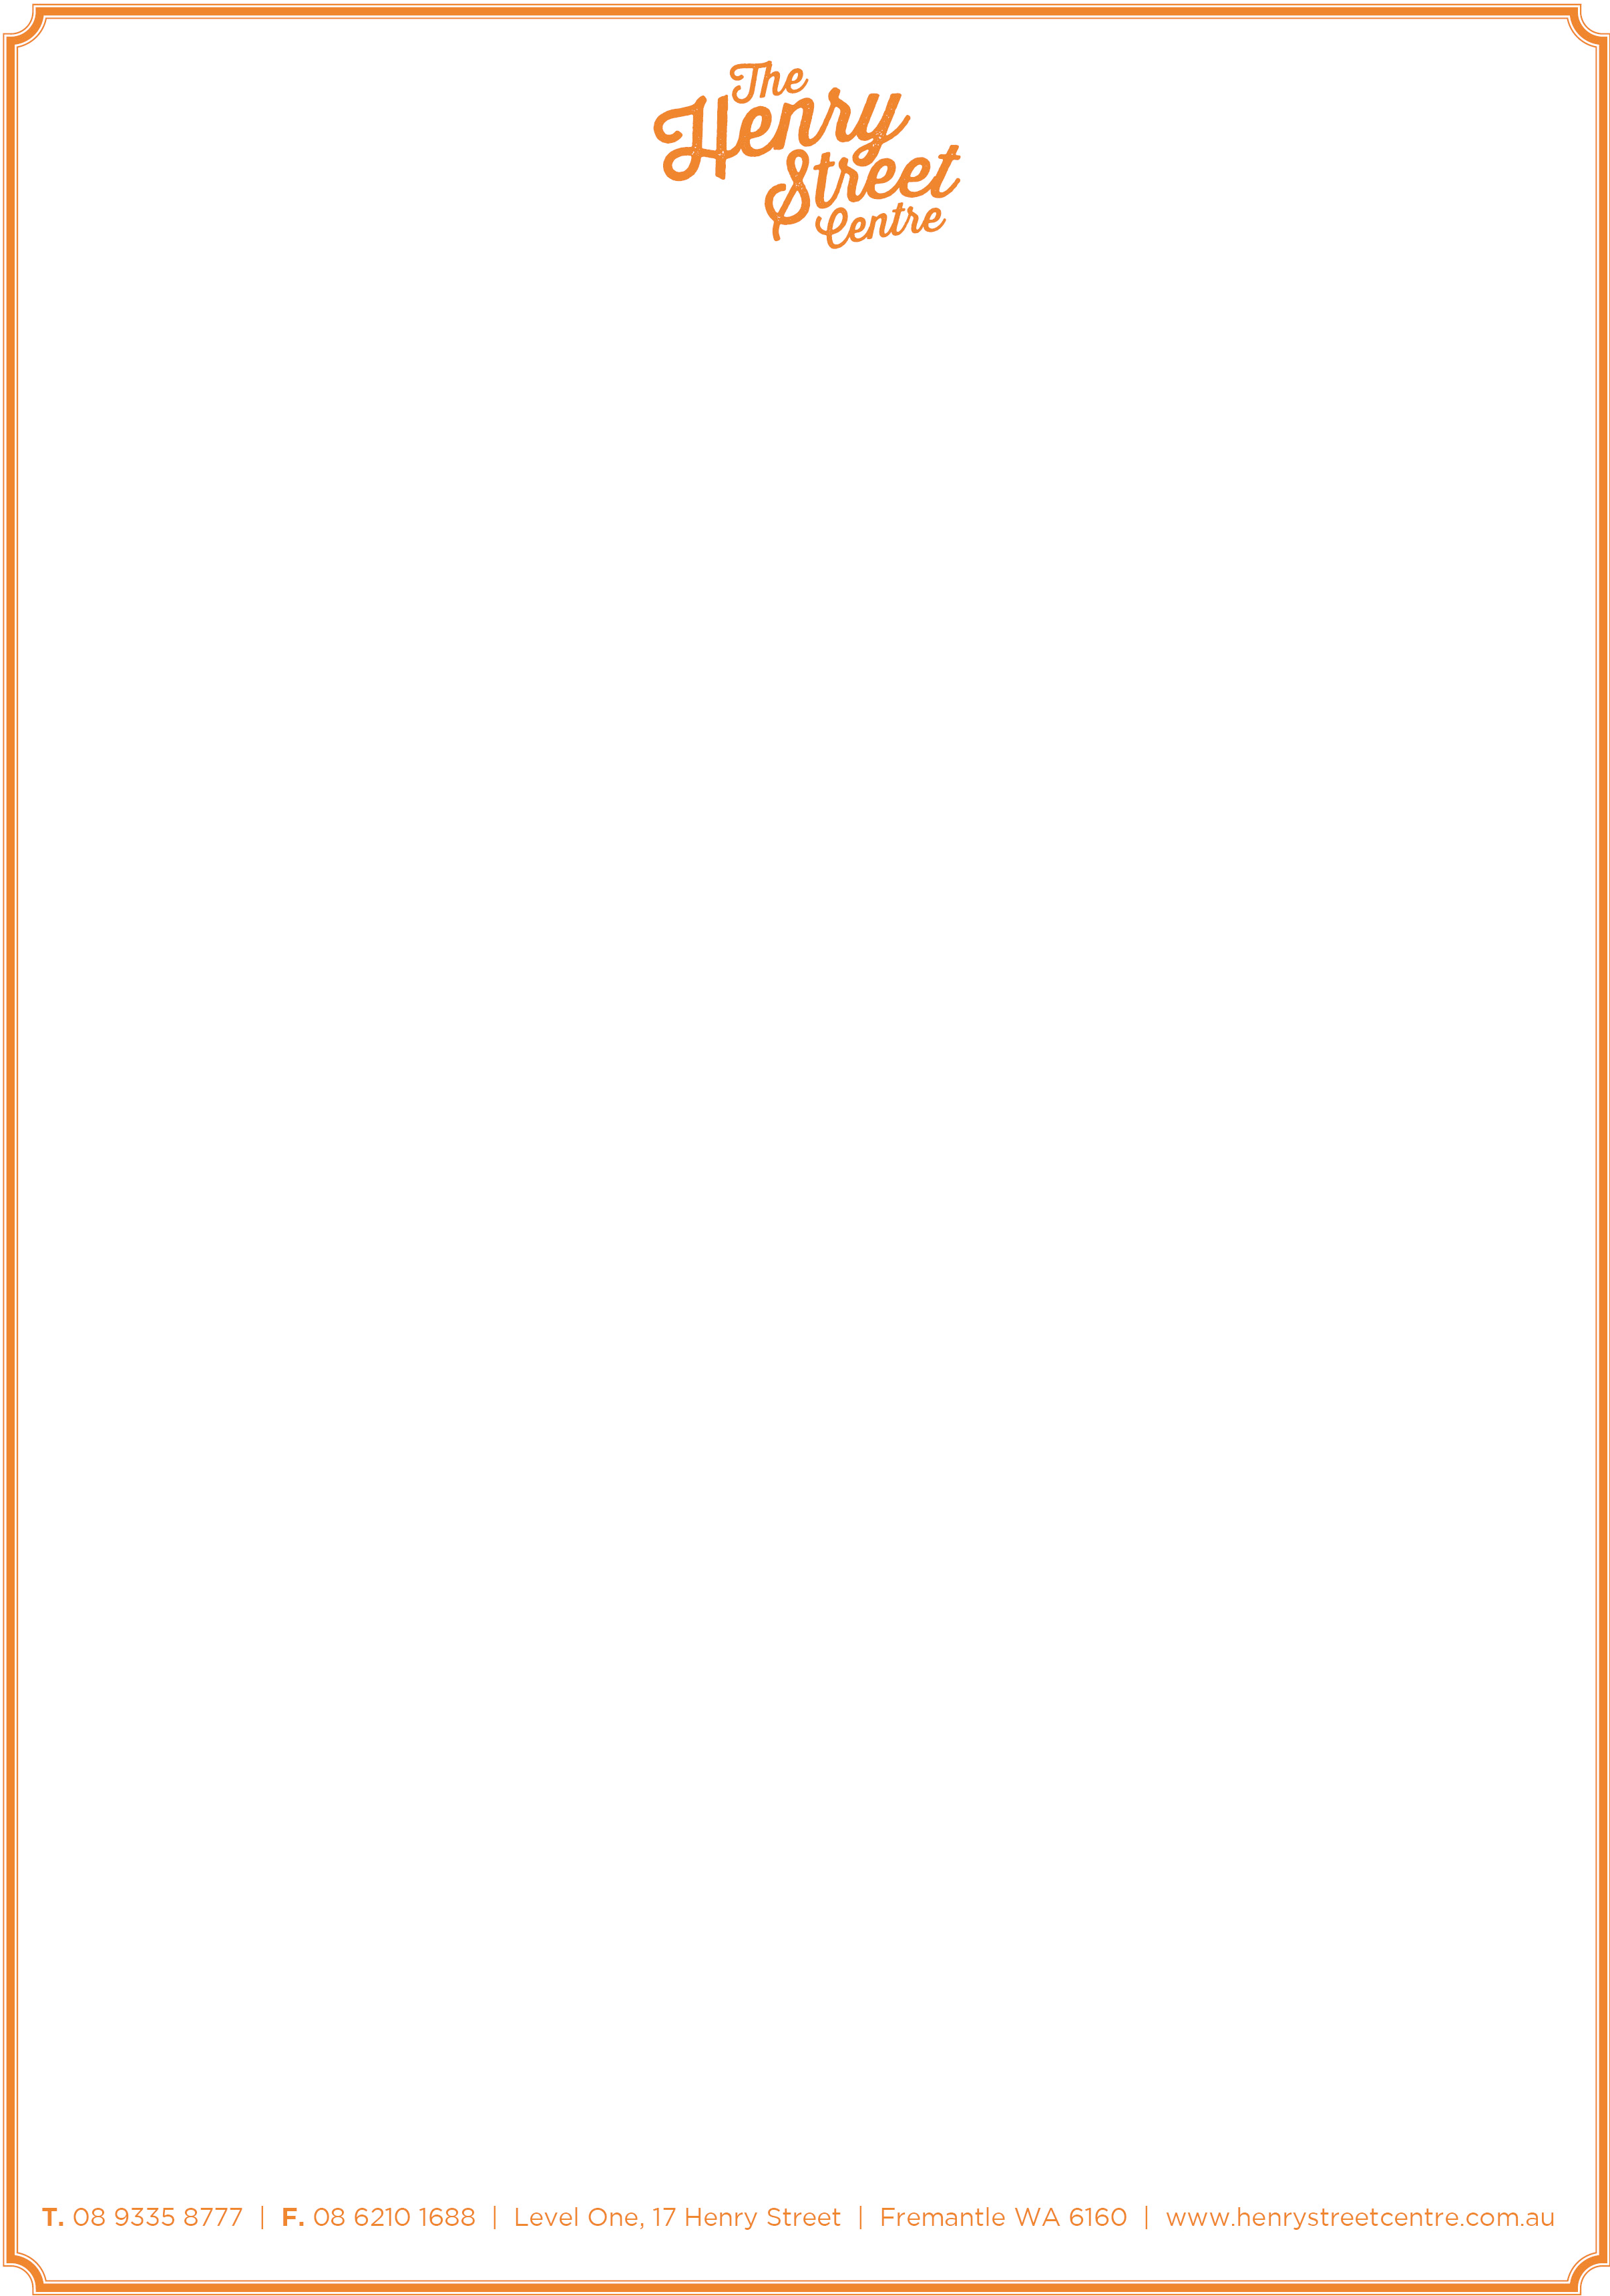 The
Henry
Street
Centre
T. 08 9335 8777 | F. 08 6210 1688 | Level One, 17 Henry Street | Fremantle WA 6160 | www.henrystreetcentre.com.au